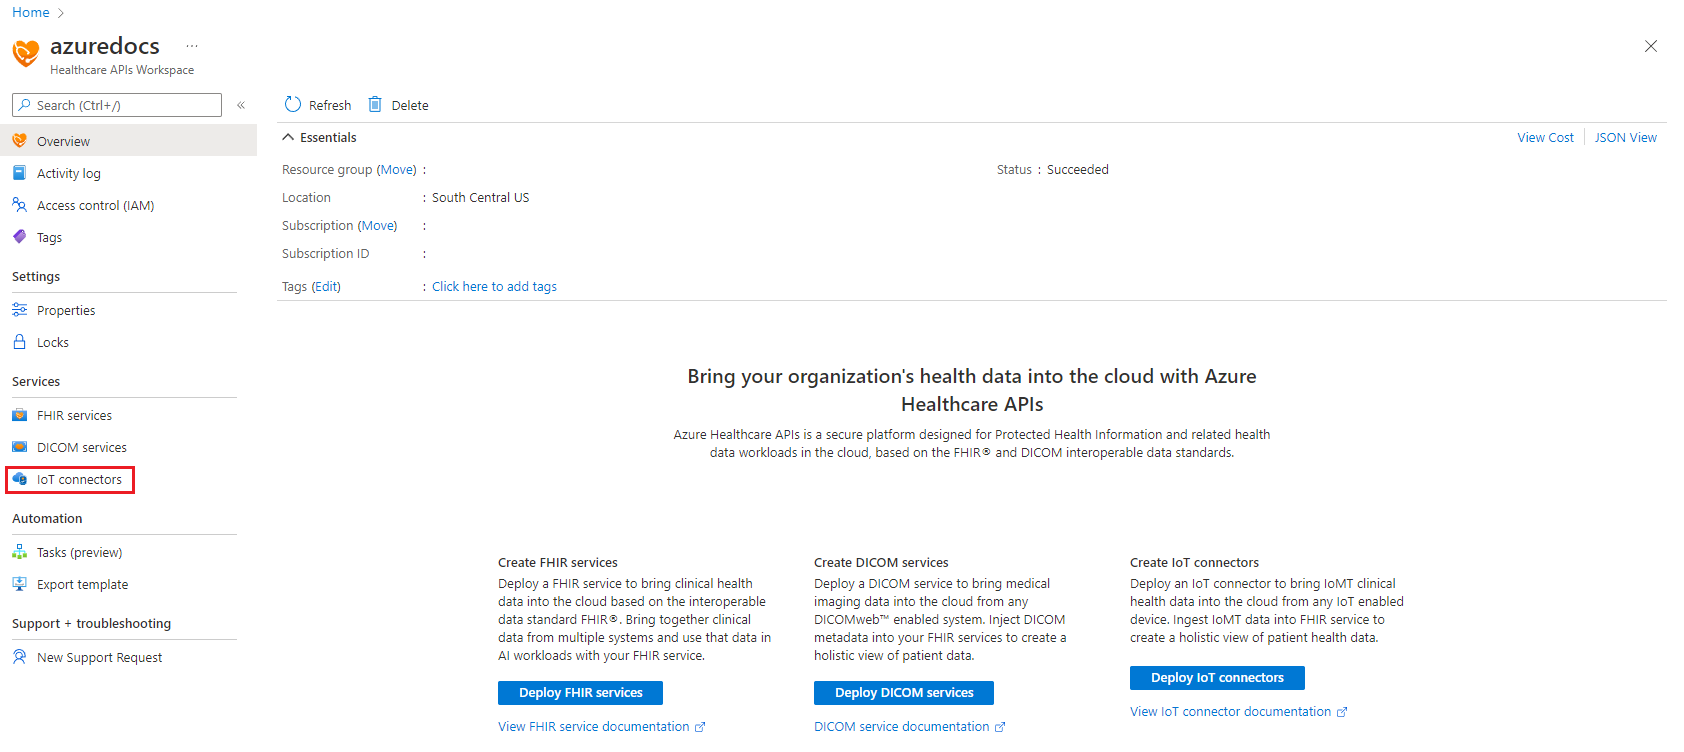 Home
azuredocs ...
Healthcare APIs Workspace
Search (Ctrl+/)
«
Overview
Activity log
Access control (IAM)
Tags
Settings
Properties
Locks
Services
FHIR services
DICOM services
IoT connectors
Automation
Tasks (preview)
Export template
Support + troubleshooting
New Support Request
Refresh Delete
Essentials
View Cost JSON View
Resource group (Move) :
Status : Succeeded
Location : South Central US
Subscription (Move) :
Subscription ID :
Tags (Edit) : Click here to add tags
Bring your organization's health data into the cloud with Azure
Healthcare APIs
Azure Healthcare APIs is a secure platform designed for Protected Health Information and related health
data workloads in the cloud, based on the FHIR® and DICOM interoperable data standards.
Create FHIR services
Deploy a FHIR service to bring clinical health
data into the cloud based on the interoperable
data standard FHIR®. Bring together clinical
data from multiple systems and use that data in
AI workloads with your FHIR service.
Deploy FHIR services
View FHIR service documentation
Create DICOM services
Deploy a DICOM service to bring medical
imaging data into the cloud from any
DICOMweb™ enabled system. Inject DICOM
metadata into your FHIR services to create a
holistic view of patient data.
Deploy DICOM services
DICOM service documentation
Create IoT connectors
Deploy an IoT connector to bring IoMT clinical
health data into the cloud from any IoT enabled
device. Ingest IoMT data into FHIR service to
create a holistic view of patient health data.
Deploy IoT connectors
View IoT connector documentation